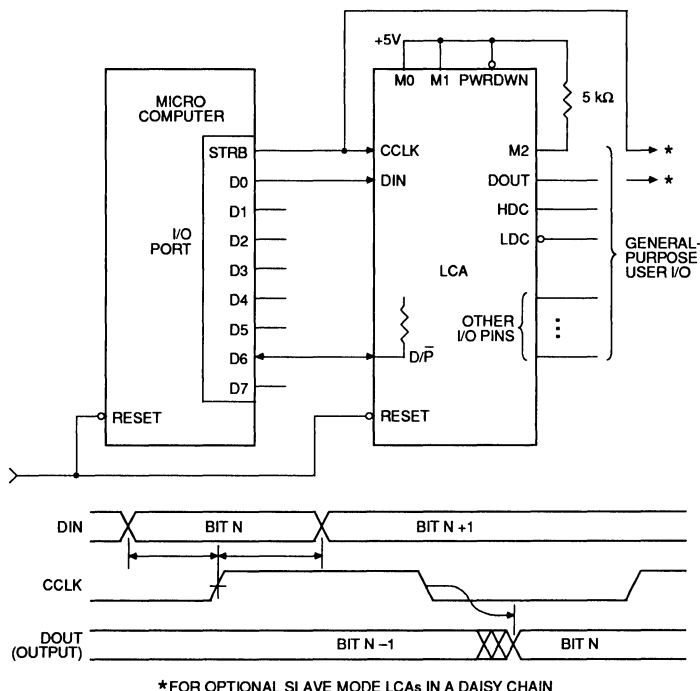 +5V
M0 M1 PWRDWN
MICRO
COMPUTER
5 kΩ
STRB
CCLK
M2
*
D0
DIN
DOUT
*
D1
HDC
I/O
PORT
D2
LDC
GENERAL-
PURPOSE
USER I/O
D3
LCA
D4
OTHER
I/O PINS
D5
D6
D/P̅
D7
RESET
RESET
DIN
BIT N
BIT N +1
CCLK
DOUT
(OUTPUT)
BIT N –1
BIT N
*FOR OPTIONAL SLAVE MODE LCAs IN A DAISY CHAIN